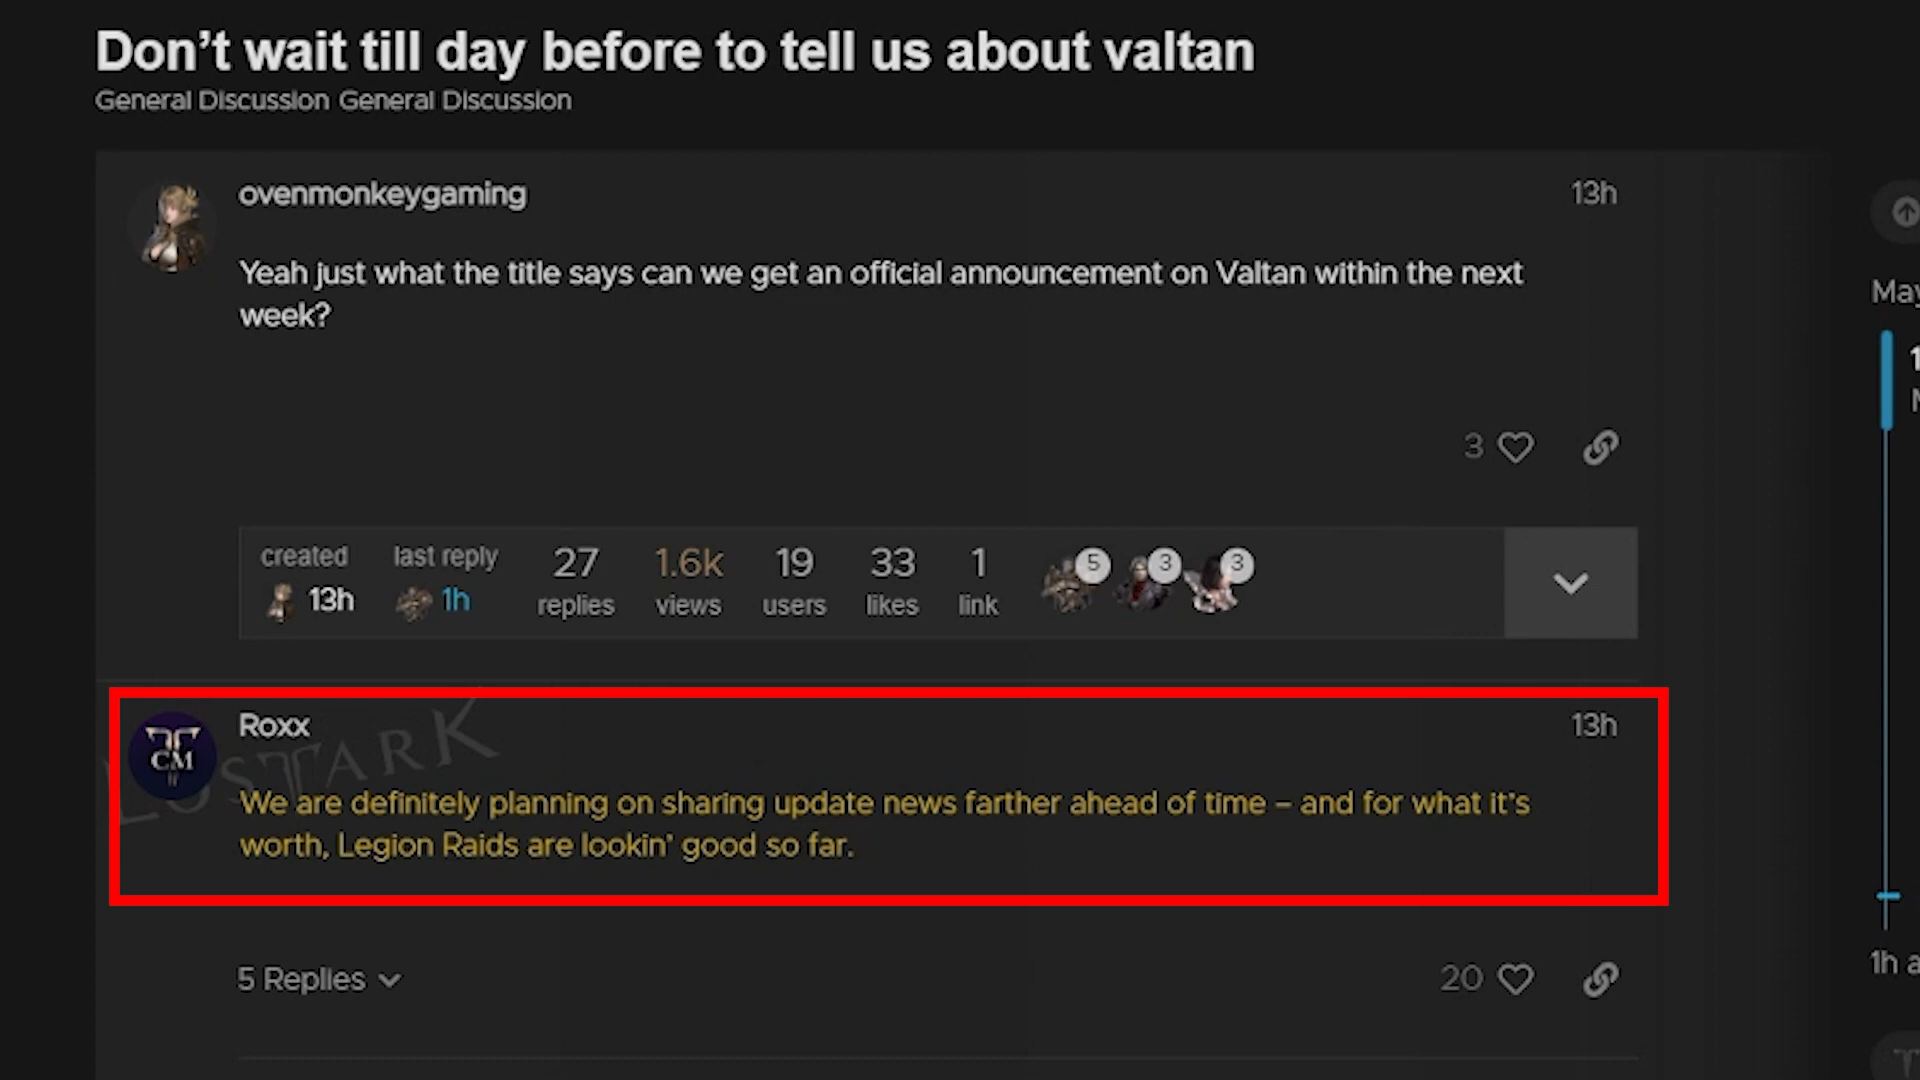 Don’t wait till day before to tell us about valtan
General Discussion General Discussion
ovenmonkeygaming 13h
Yeah just what the title says can we get an official announcement on Valtan within the next
week?
3
created last reply 27 1.6k 19 33 1 5 3 3
13h 1h replies views users likes link
Roxx 13h
CM
LOSTARK
We are definitely planning on sharing update news farther ahead of time – and for what it’s
worth, Legion Raids are lookin’ good so far.
5 Replies 20
May
1h